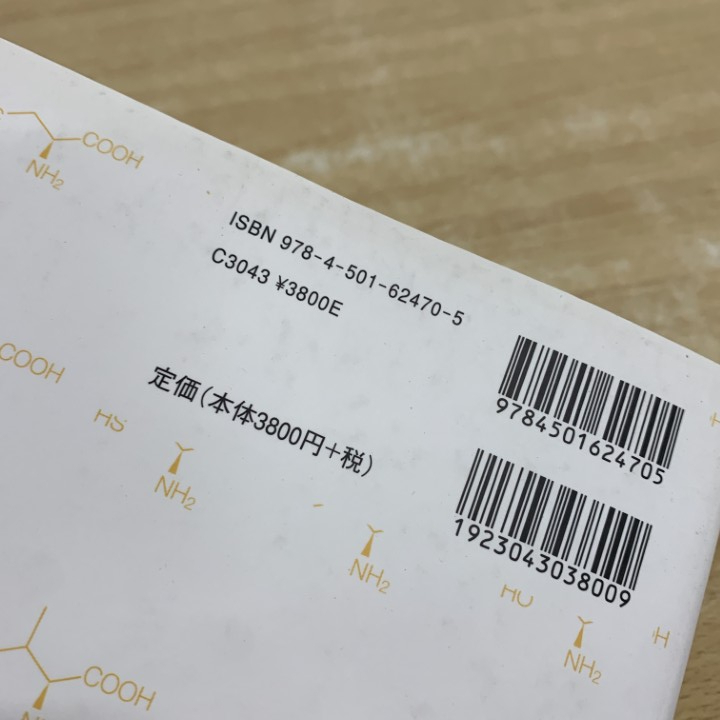 COOH
NH2
ISBN 978-4-501-62470-5
C3043 ¥3800E
9784501624705
COOH
定価(本体3800円+税)
HS
NH2
1923043038009
NH2
HO
H
NH2
COOH